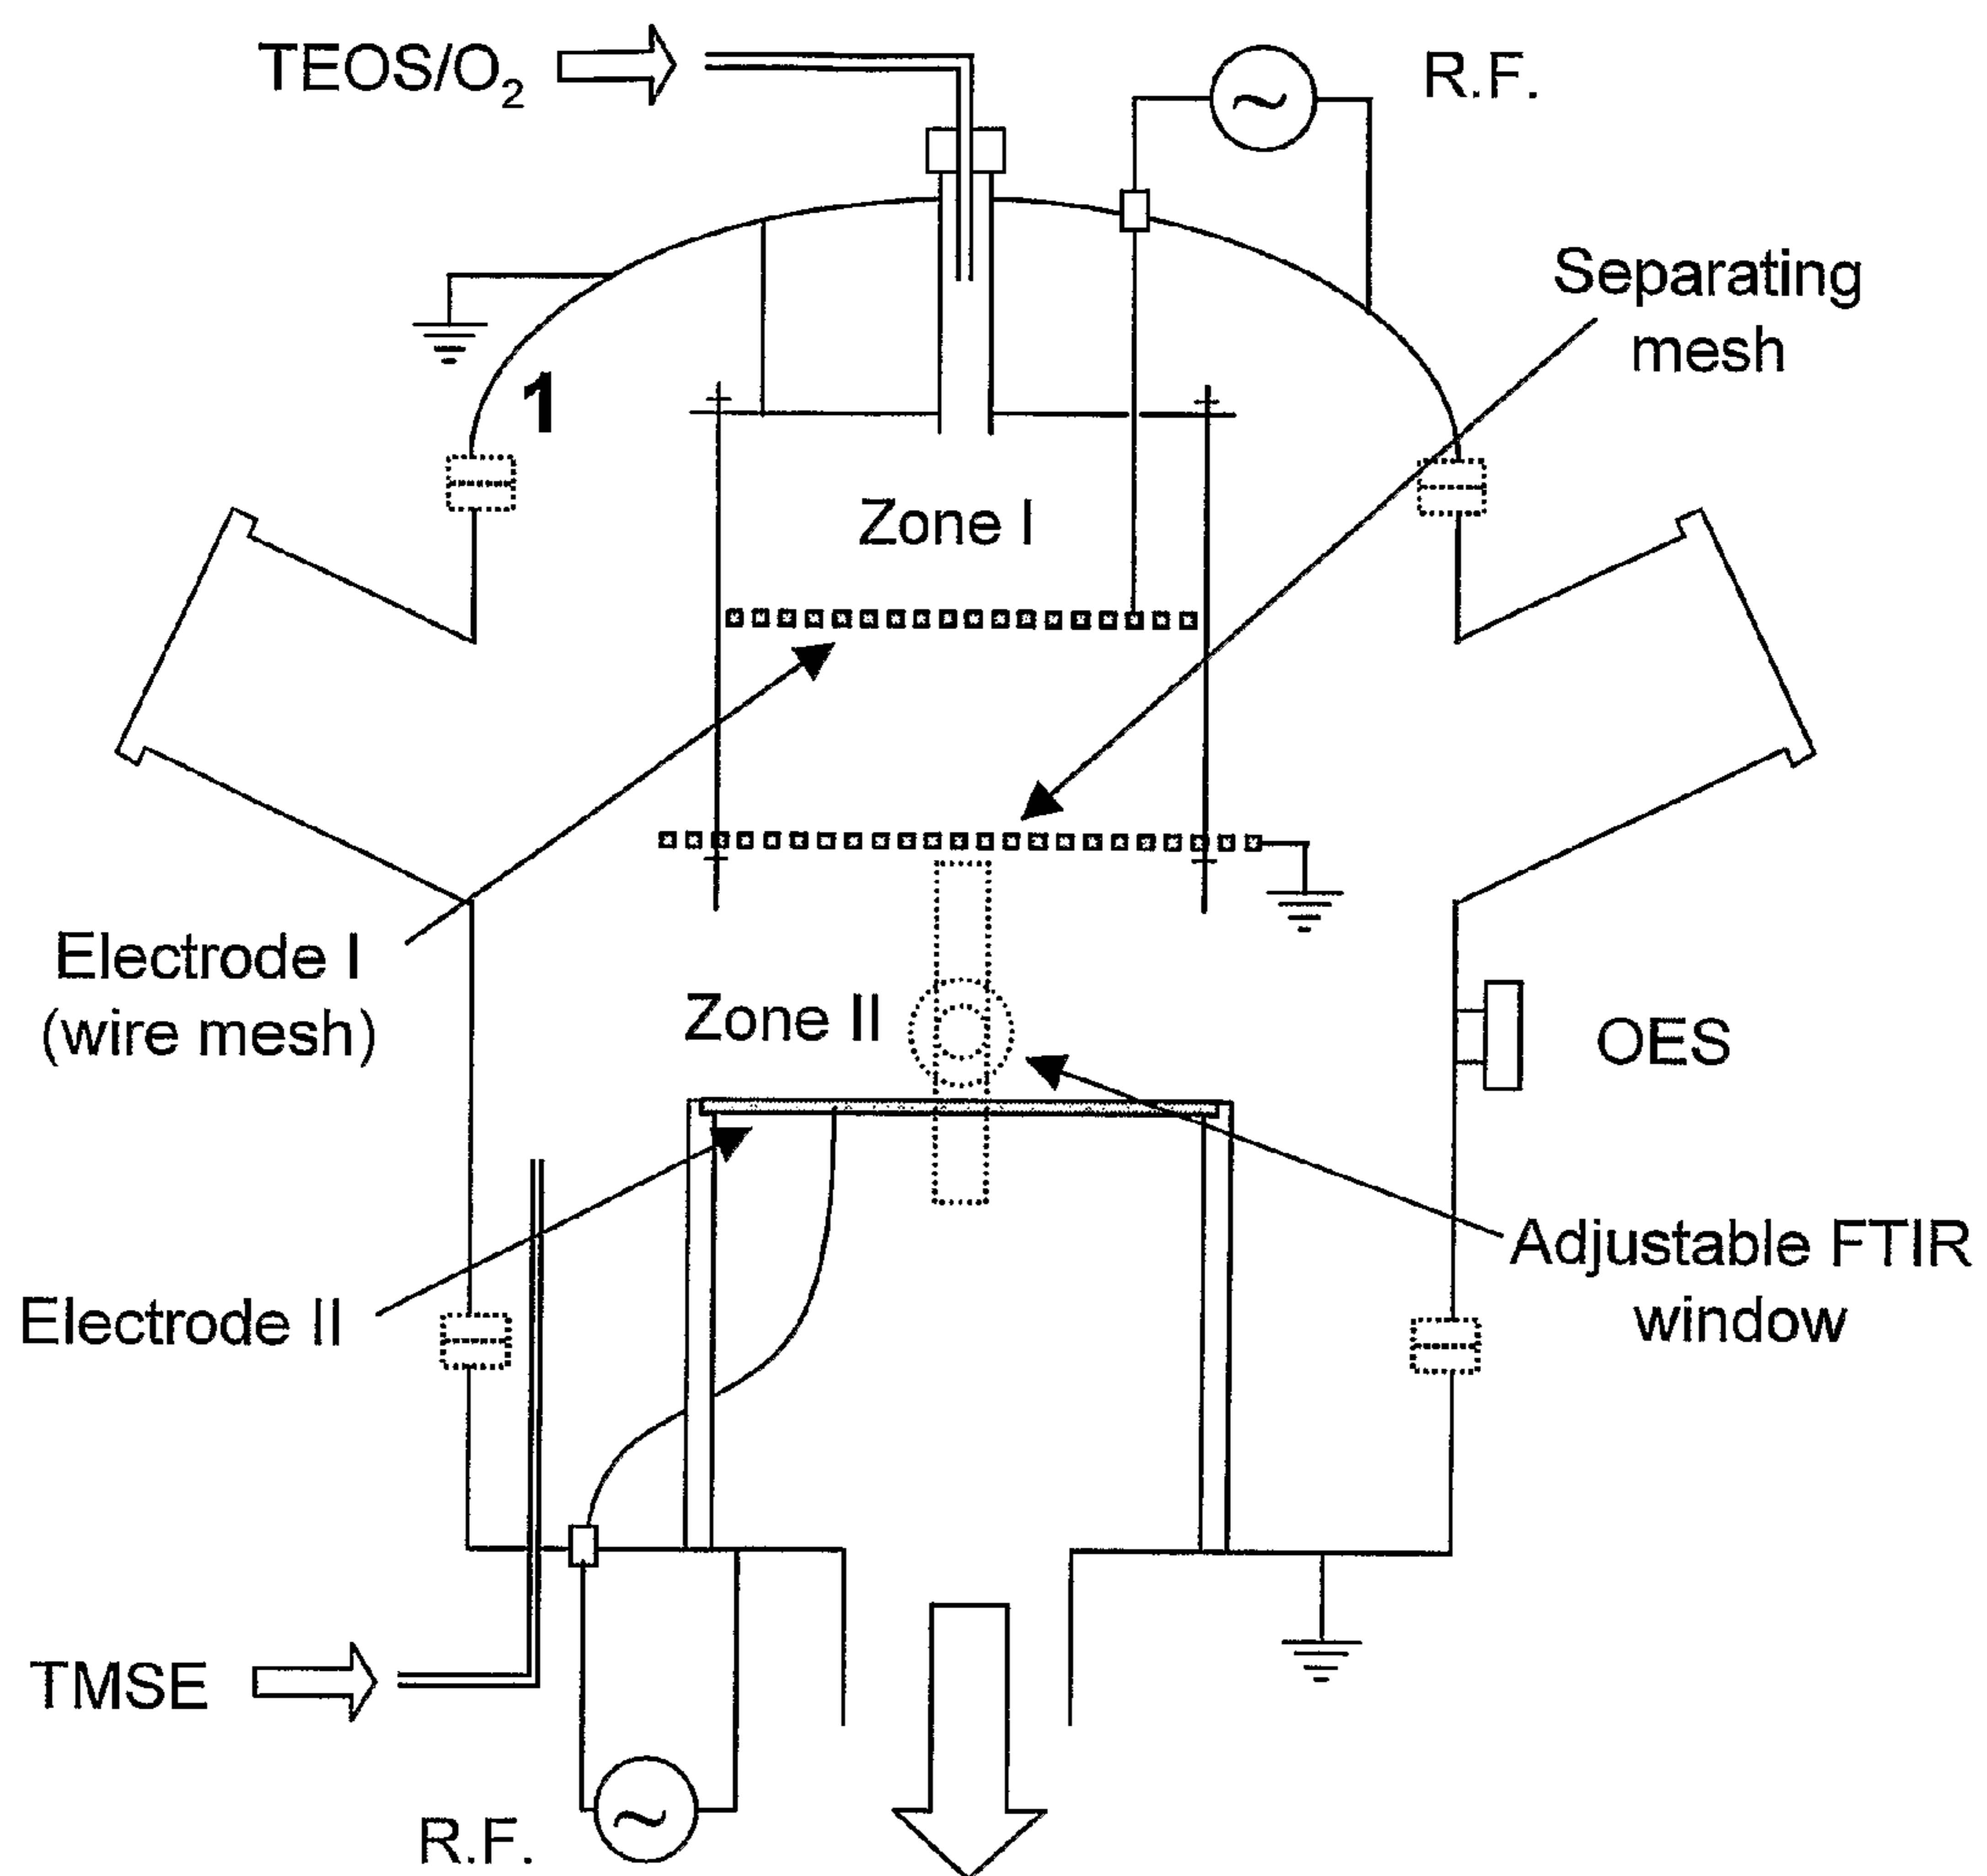 TEOS/O₂
R.F.
Separating
mesh
1
Zone I
Electrode I
(wire mesh)
Zone II
OES
Adjustable FTIR
window
Electrode II
TMSE
R.F.